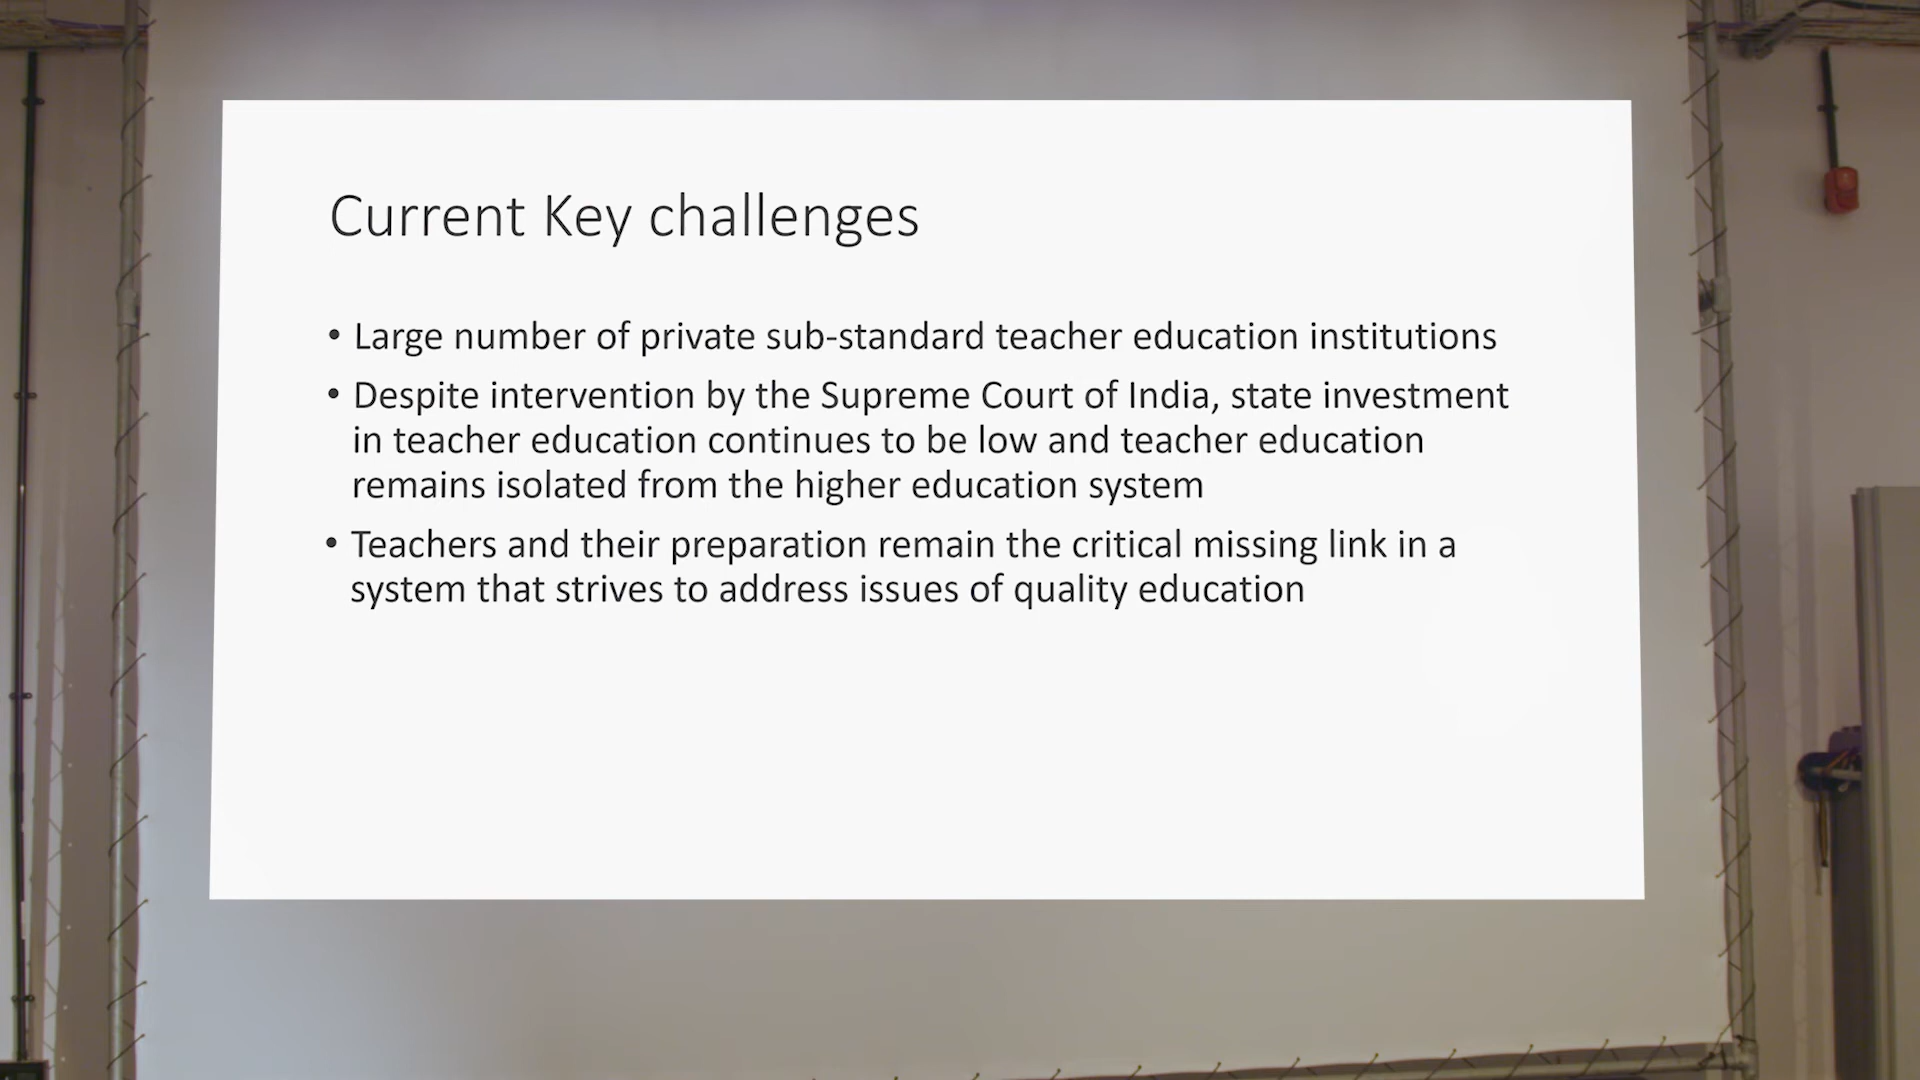 Current Key challenges
• Large number of private sub-standard teacher education institutions
• Despite intervention by the Supreme Court of India, state investment
in teacher education continues to be low and teacher education
remains isolated from the higher education system
• Teachers and their preparation remain the critical missing link in a
system that strives to address issues of quality education